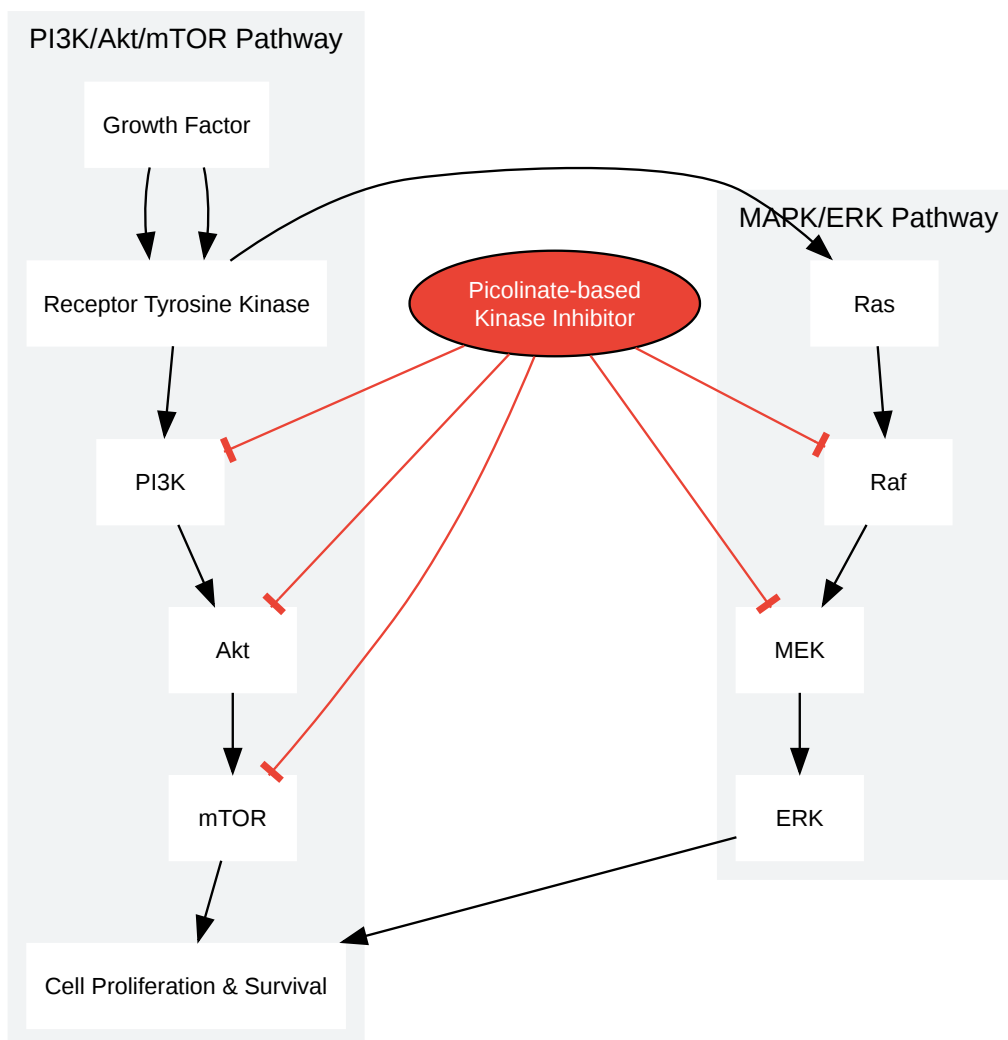 PI3K/Akt/mTOR Pathway
Growth Factor
Receptor Tyrosine Kinase
PI3K
Akt
mTOR
Cell Proliferation & Survival
Picolinate-based
Kinase Inhibitor
MAPK/ERK Pathway
Ras
Raf
MEK
ERK